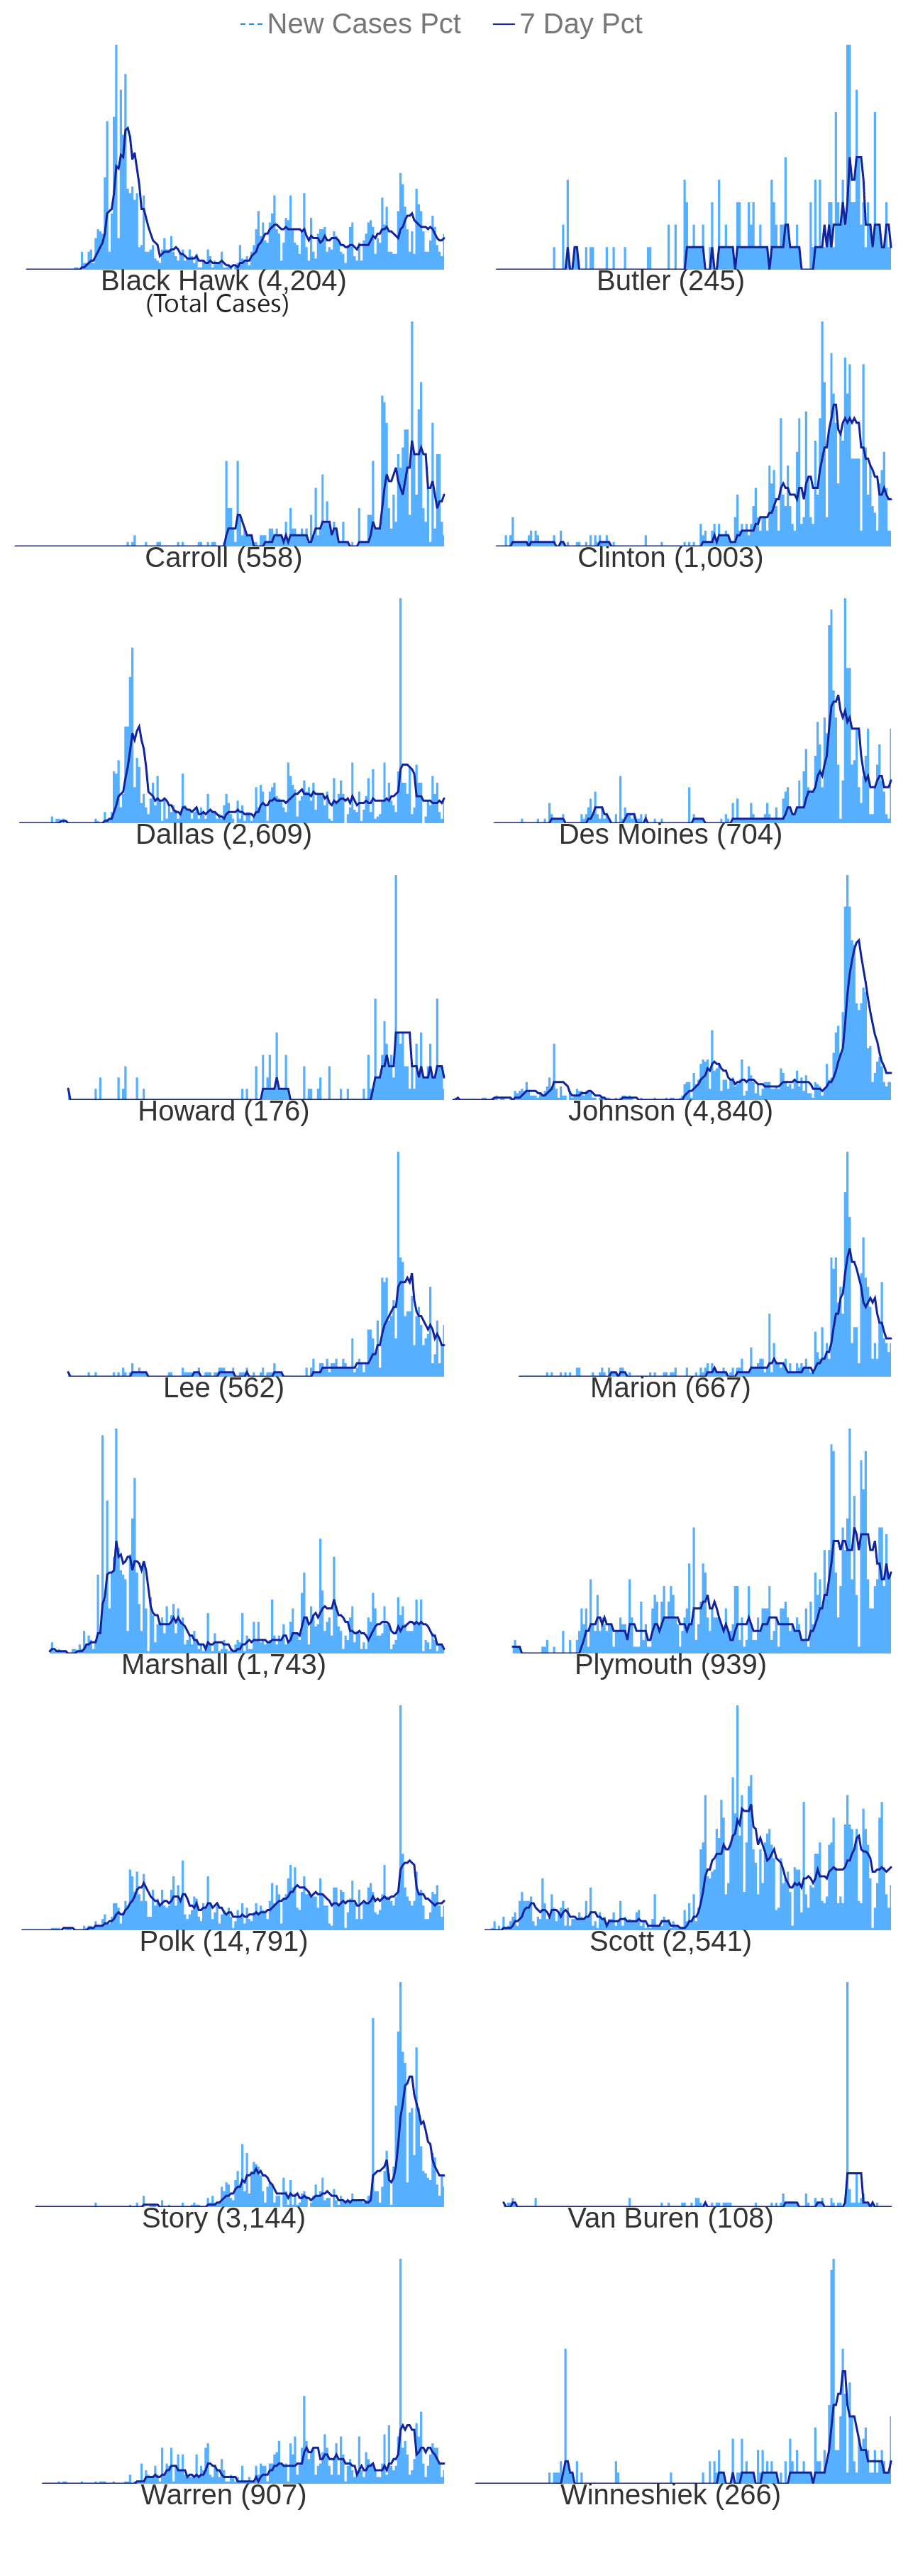 New Cases Pct 7 Day Pct
Black Hawk (4,204) Butler (245)
(Total Cases)
Carroll (558) Clinton (1,003)
Dallas (2,609) Des Moines (704)
Howard (176) Johnson (4,840)
Lee (562) Marion (667)
Marshall (1,743) Plymouth (939)
Polk (14,791) Scott (2,541)
Story (3,144) Van Buren (108)
Warren (907) Winneshiek (266)